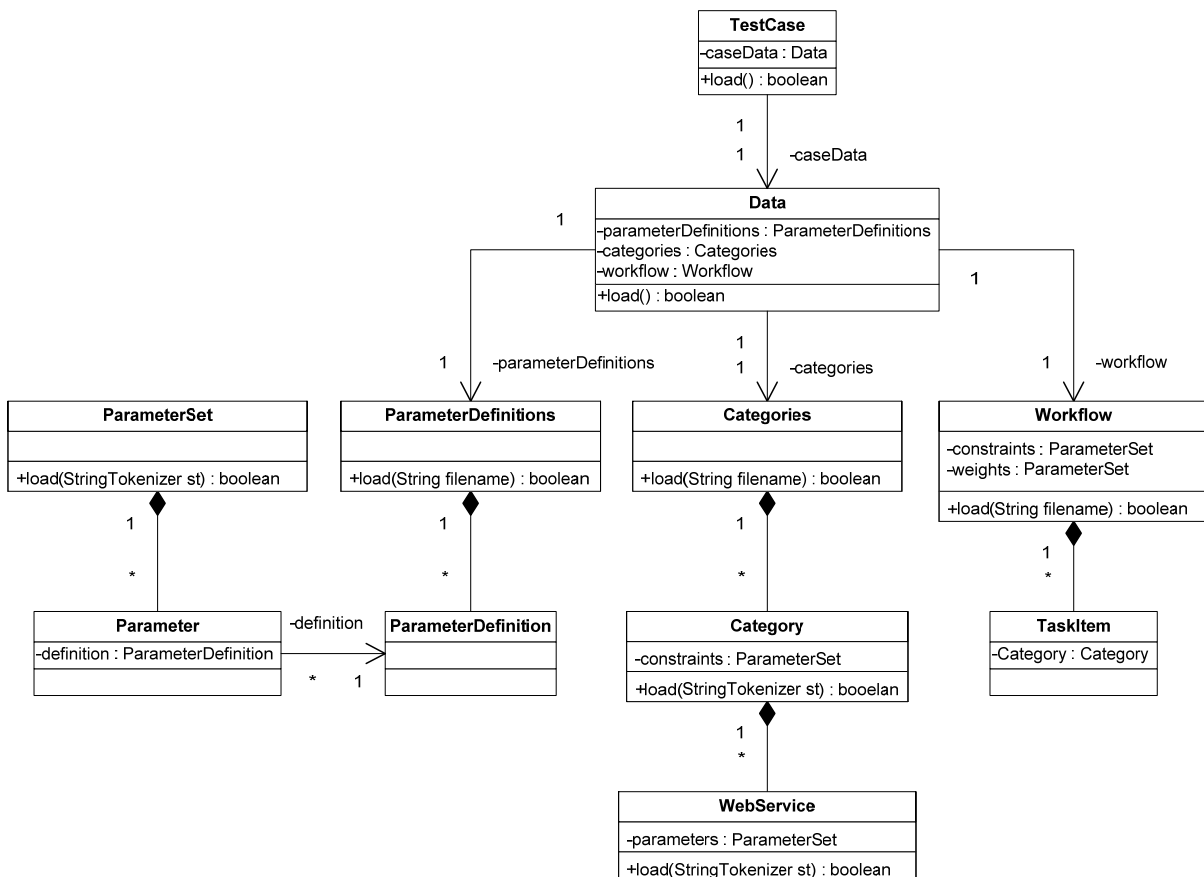 TestCase
-caseData : Data
+load() : boolean
1
1
-caseData
Data
-parameterDefinitions : ParameterDefinitions
-categories : Categories
-workflow : Workflow
+load() : boolean
1
1
1
1
-parameterDefinitions
1
-categories
1
-workflow
ParameterSet
+load(StringTokenizer st) : boolean
ParameterDefinitions
+load(String filename) : boolean
Categories
+load(String filename) : boolean
Workflow
-constraints : ParameterSet
-weights : ParameterSet
+load(String filename) : boolean
1
*
1
*
1
*
1
*
Parameter
-definition : ParameterDefinition
-definition
*
1
ParameterDefinition
Category
-constraints : ParameterSet
+load(StringTokenizer st) : booelan
TaskItem
-Category : Category
1
*
WebService
-parameters : ParameterSet
+load(StringTokenizer st) : boolean